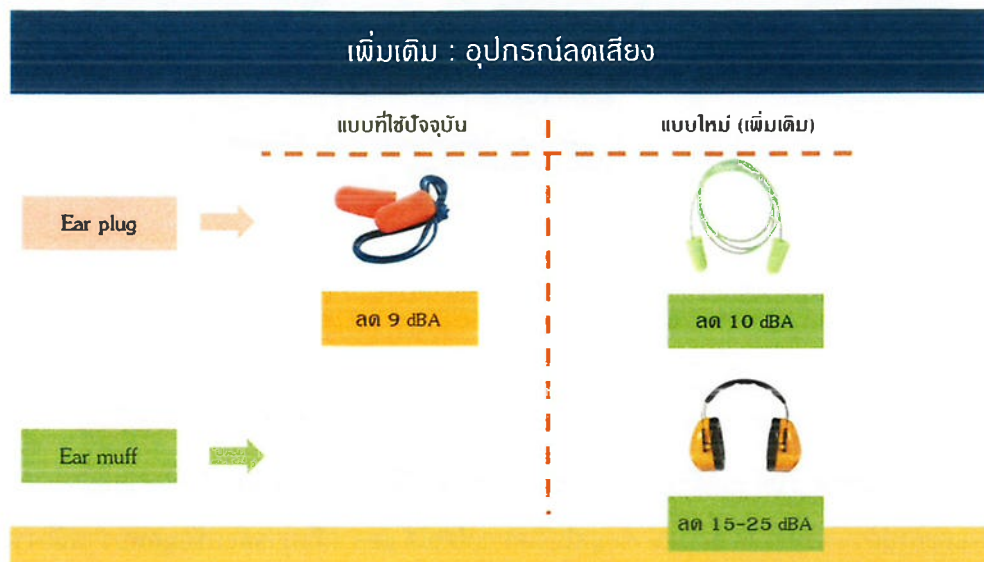 เพิ่มเติม : อุปกรณ์ลดเสียง
แบบที่ใช้ปัจจุบัน
แบบใหม่ (เพิ่มเติม)
Ear plug
ลด 9 dBA
ลด 10 dBA
Ear muff
ลด 15-25 dBA